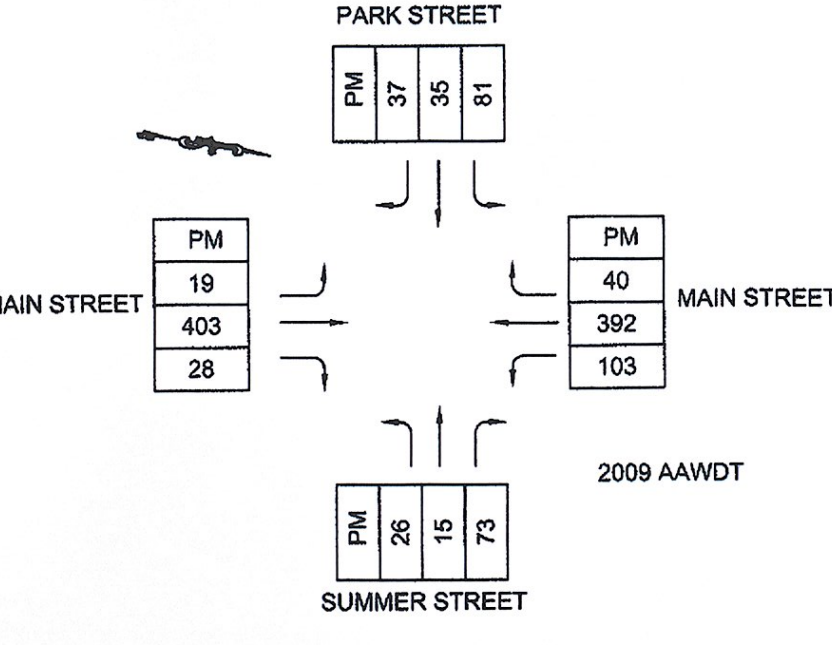 PARK STREET
PM 37 35 81
PM
19
403
28
MAIN STREET
PM
40
392
103
MAIN STREET
2009 AAWDT
PM 26 15 73
SUMMER STREET